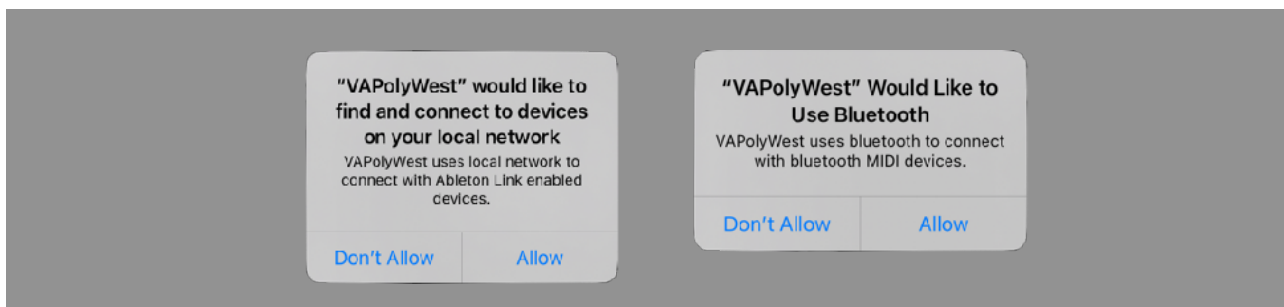 "VAPolyWest" would like to
find and connect to devices
on your local network
VAPolyWest uses local network to
connect with Ableton Link enabled
devices.
Don't Allow
Allow
"VAPolyWest" Would Like to
Use Bluetooth
VAPolyWest uses bluetooth to connect
with bluetooth MIDI devices.
Don't Allow
Allow